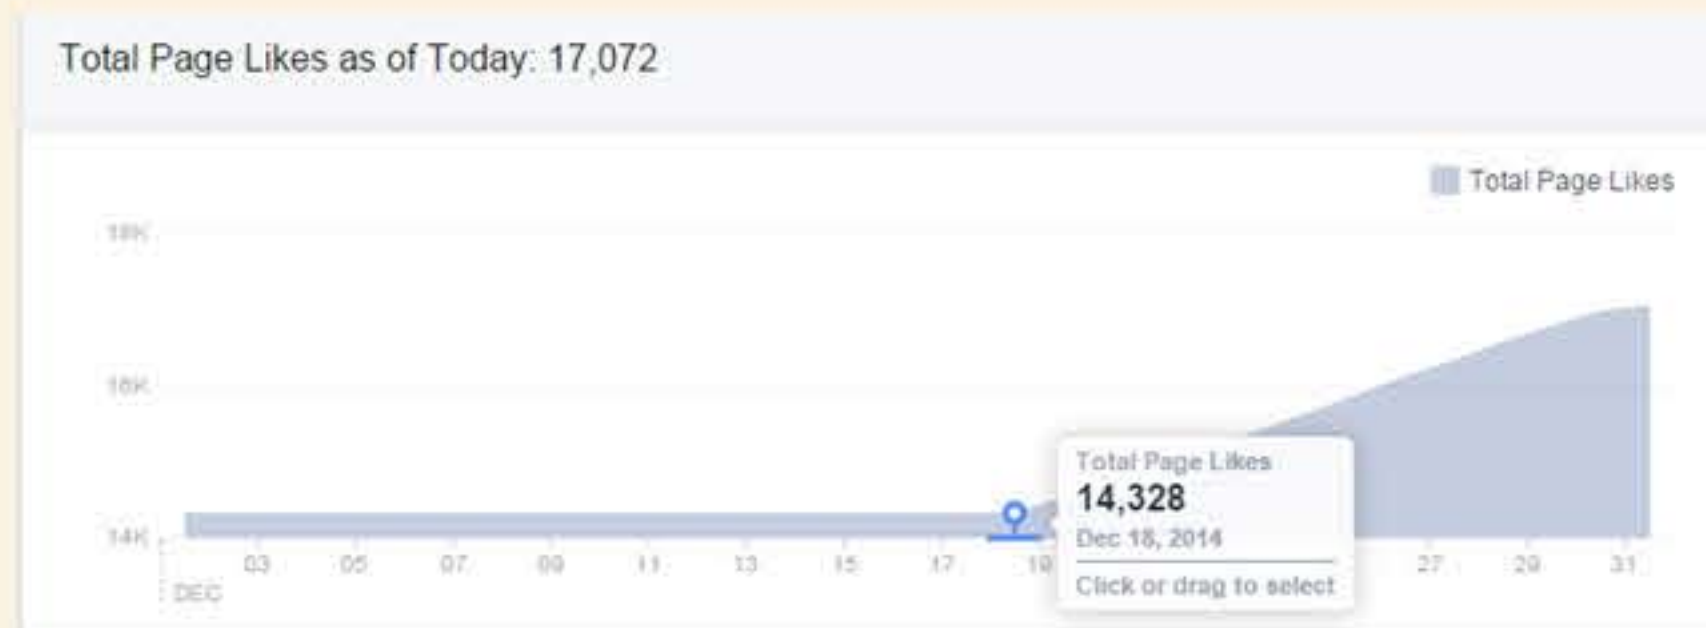 Total Page Likes as of Today: 17,072
Total Page Likes
18K
16K
14K
Total Page Likes
14,328
Dec 18, 2014
Click or drag to select
03 05 07 09 11 13 15 17 19 27 29 31
DEC